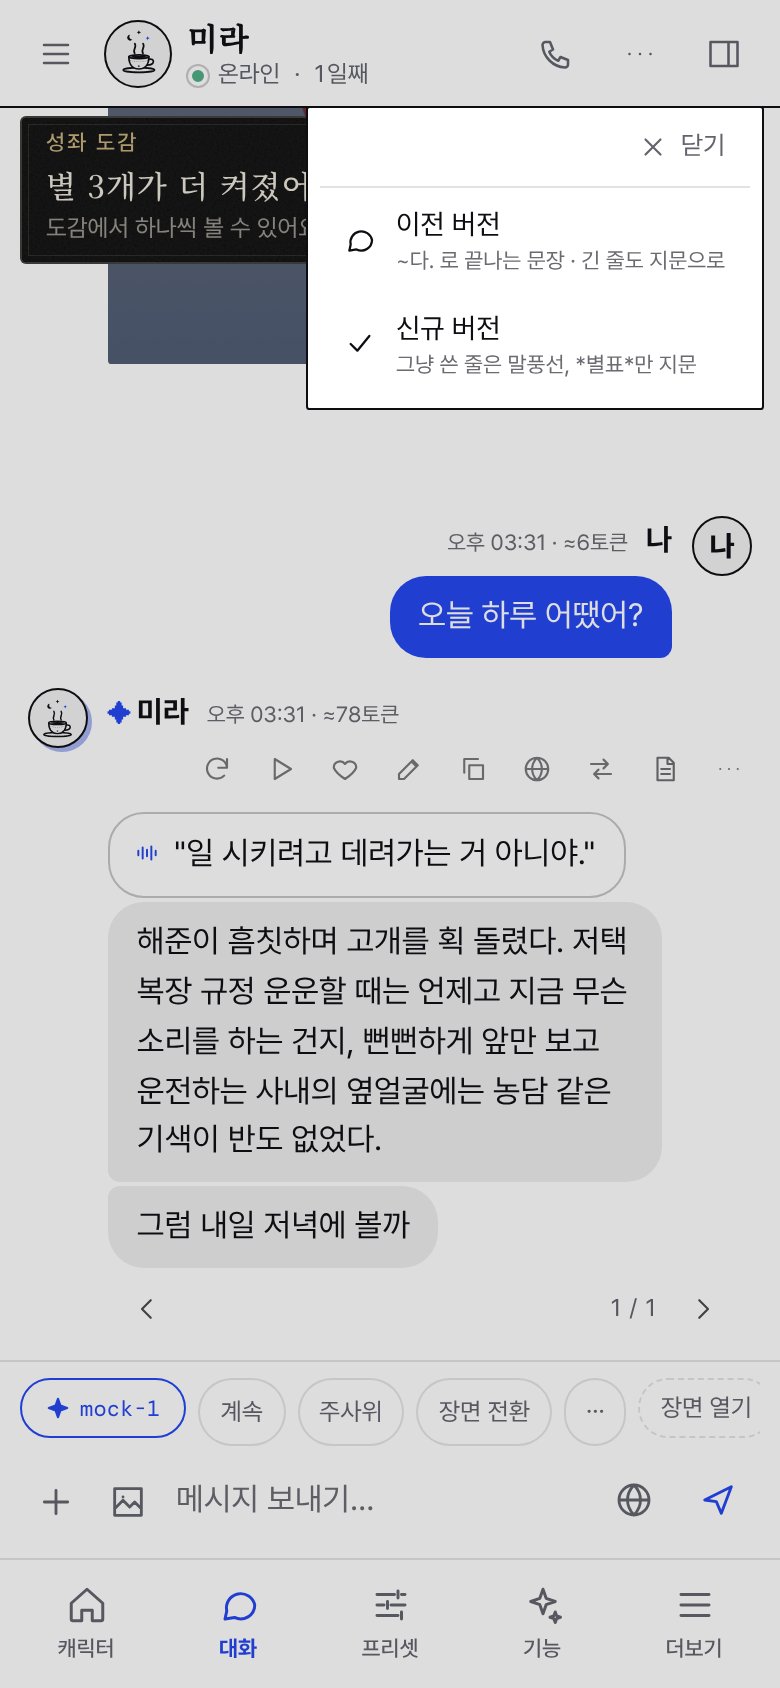 미라
온라인 · 1일째
성좌 도감
별 3개가 더 켜졌어
도감에서 하나씩 볼 수 있어
닫기
이전 버전
~다. 로 끝나는 문장 · 긴 줄도 지문으로
신규 버전
그냥 쓴 줄은 말풍선, *별표*만 지문
오후 03:31 · ≈6토큰 나
나
오늘 하루 어땠어?
미라 오후 03:31 · ≈78토큰
"일 시키려고 데려가는 거 아니야."
해준이 흠칫하며 고개를 획 돌렸다. 저택
복장 규정 운운할 때는 언제고 지금 무슨
소리를 하는 건지, 뻔뻔하게 앞만 보고
운전하는 사내의 옆얼굴에는 농담 같은
기색이 반도 없었다.
그럼 내일 저녁에 볼까
1 / 1
mock-1 계속 주사위 장면 전환 ... 장면 열기
메시지 보내기...
캐릭터 대화 프리셋 기능 더보기